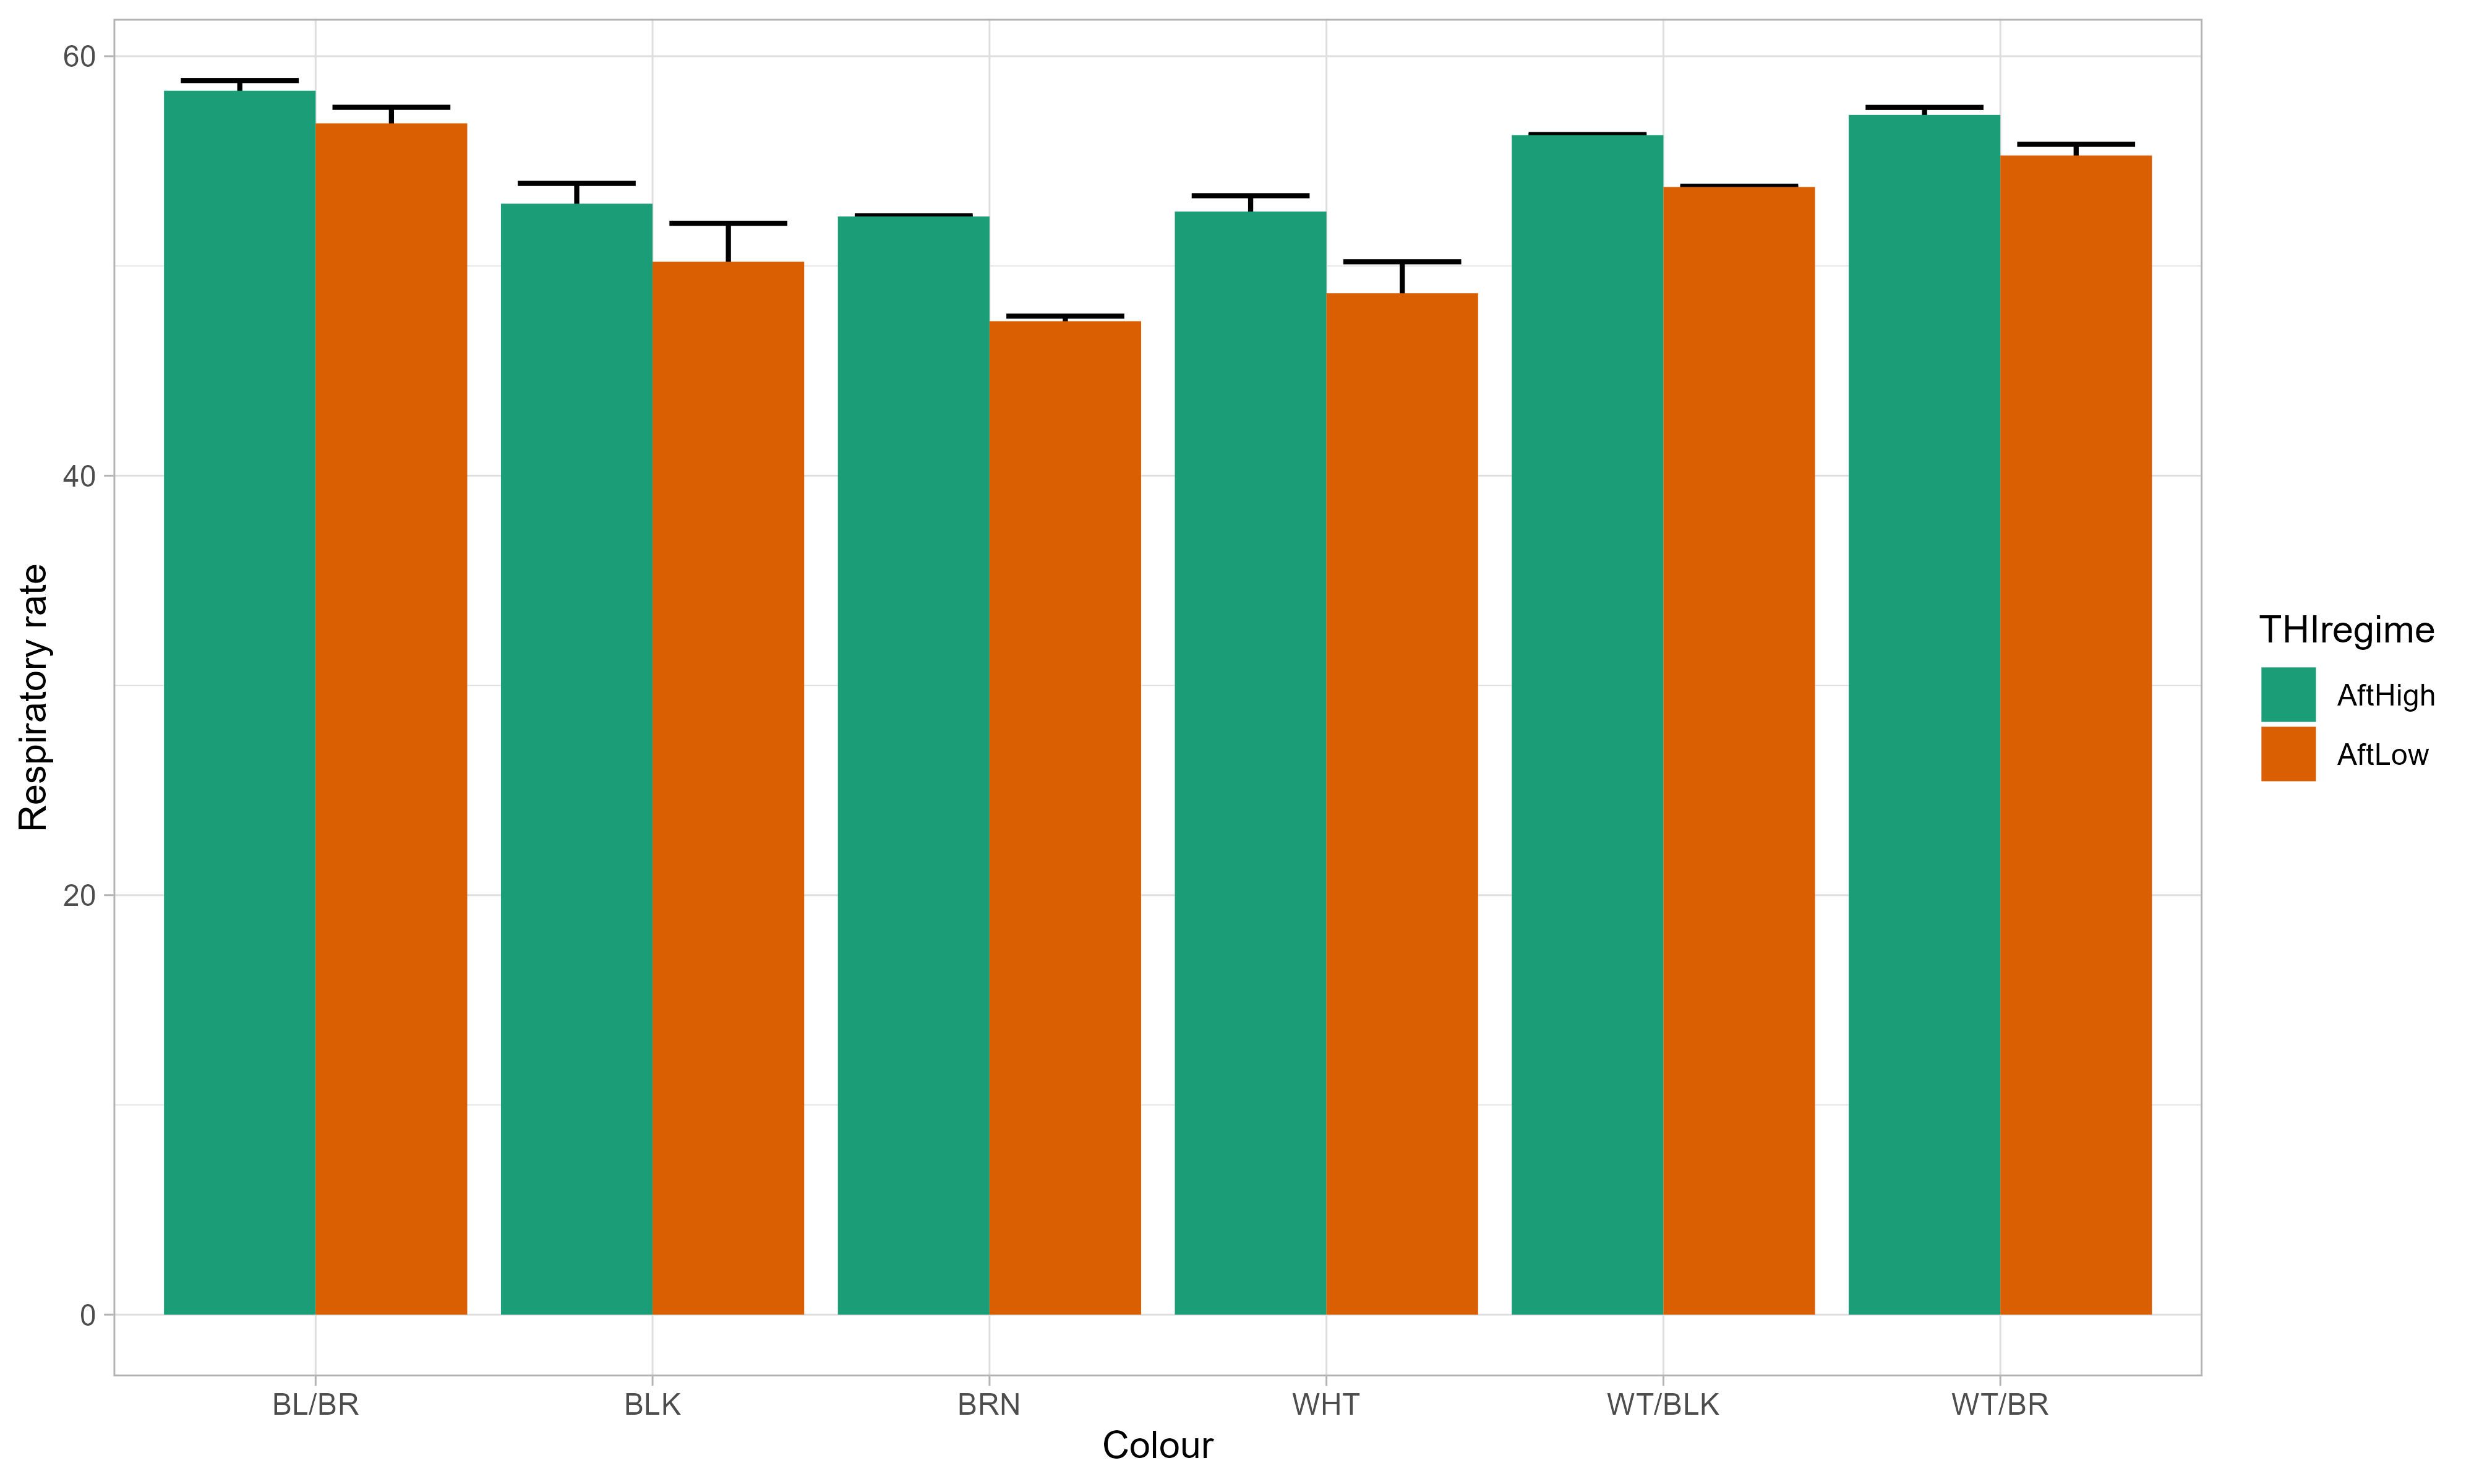 60
40
20
0
Respiratory rate
BL/BR
BLK
BRN
WHT
WT/BLK
WT/BR
Colour
THIregime
AftHigh
AftLow